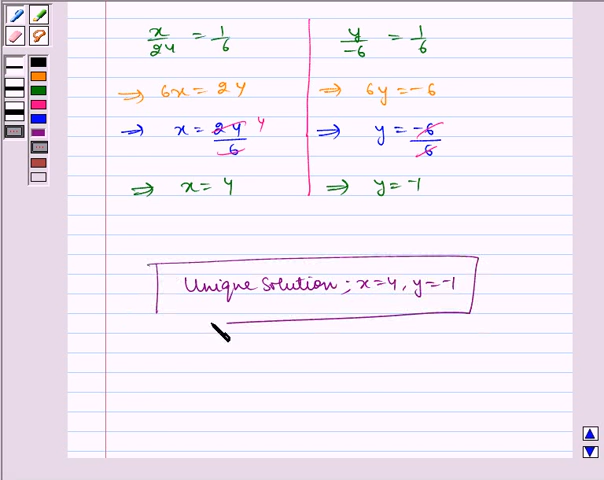 x/24 = 1/6
⇒ 6x = 24
⇒ x = 24/6 4
⇒ x = 4
y/-6 = 1/6
⇒ 6y = -6
⇒ y = -6/6
⇒ y = -1
Unique Solution ; x=4, y=-1